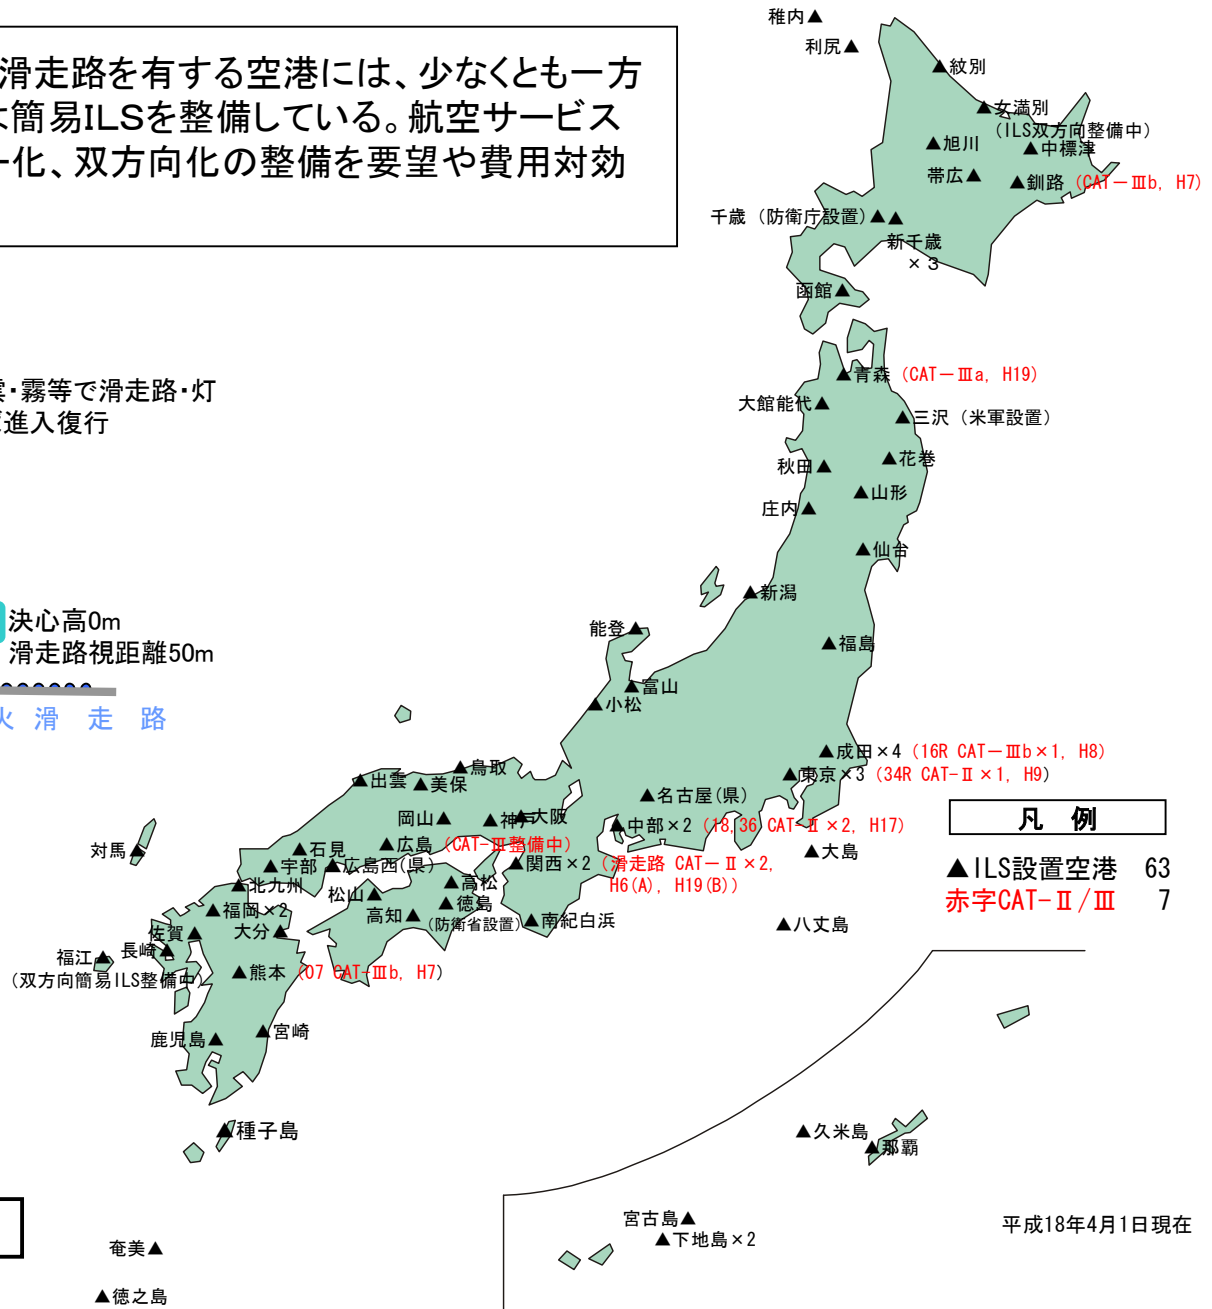 滑走路を有する空港には、少なくとも一方
は簡易ILSを整備している。航空サービス
一化、双方向化の整備を要望や費用対効
雲・霧等で滑走路・灯
進入復行
決心高0m
滑走路視距離50m
火 滑 走 路
稚内▲
利尻▲
▲紋別
▲女満別
（ILS双方向整備中）
▲旭川
▲中標津
帯広▲
▲釧路（CAT－Ⅲb, H7）
千歳（防衛庁設置）▲
▲
新千歳
×3
函館▲
▲青森（CAT－Ⅲa, H19）
大館能代▲
▲三沢（米軍設置）
▲花巻
秋田▲
▲山形
庄内▲
▲仙台
▲新潟
能登▲
▲福島
▲富山
▲小松
▲成田×4（16R CAT－Ⅲb×1, H8）
▲東京×3（34R CAT-Ⅱ×1, H9）
▲鳥取
▲出雲
▲美保
▲名古屋(県)
岡山▲
▲神戸
▲大阪
▲中部×2（18,36 CAT-Ⅱ×2, H17）
▲広島（CAT-Ⅲ整備中）
▲大島
対馬▲
▲石見
▲宇部
▲広島西(県)
▲関西×2（滑走路 CAT－Ⅱ×2,
H6(A), H19(B)）
▲北九州
松山▲
▲高松
▲徳島
（防衛省設置）
高知▲
▲南紀白浜
▲八丈島
▲福岡×2
佐賀▲
大分▲
福江▲
（双方向簡易ILS整備中）
長崎▲
▲熊本（07 CAT-Ⅲb, H7）
鹿児島▲
▲宮崎
▲種子島
奄美▲
▲徳之島
▲久米島
▲那覇
宮古島▲
▲下地島×2
凡 例
▲ILS設置空港 63
赤字CAT-Ⅱ/Ⅲ 7
平成18年4月1日現在